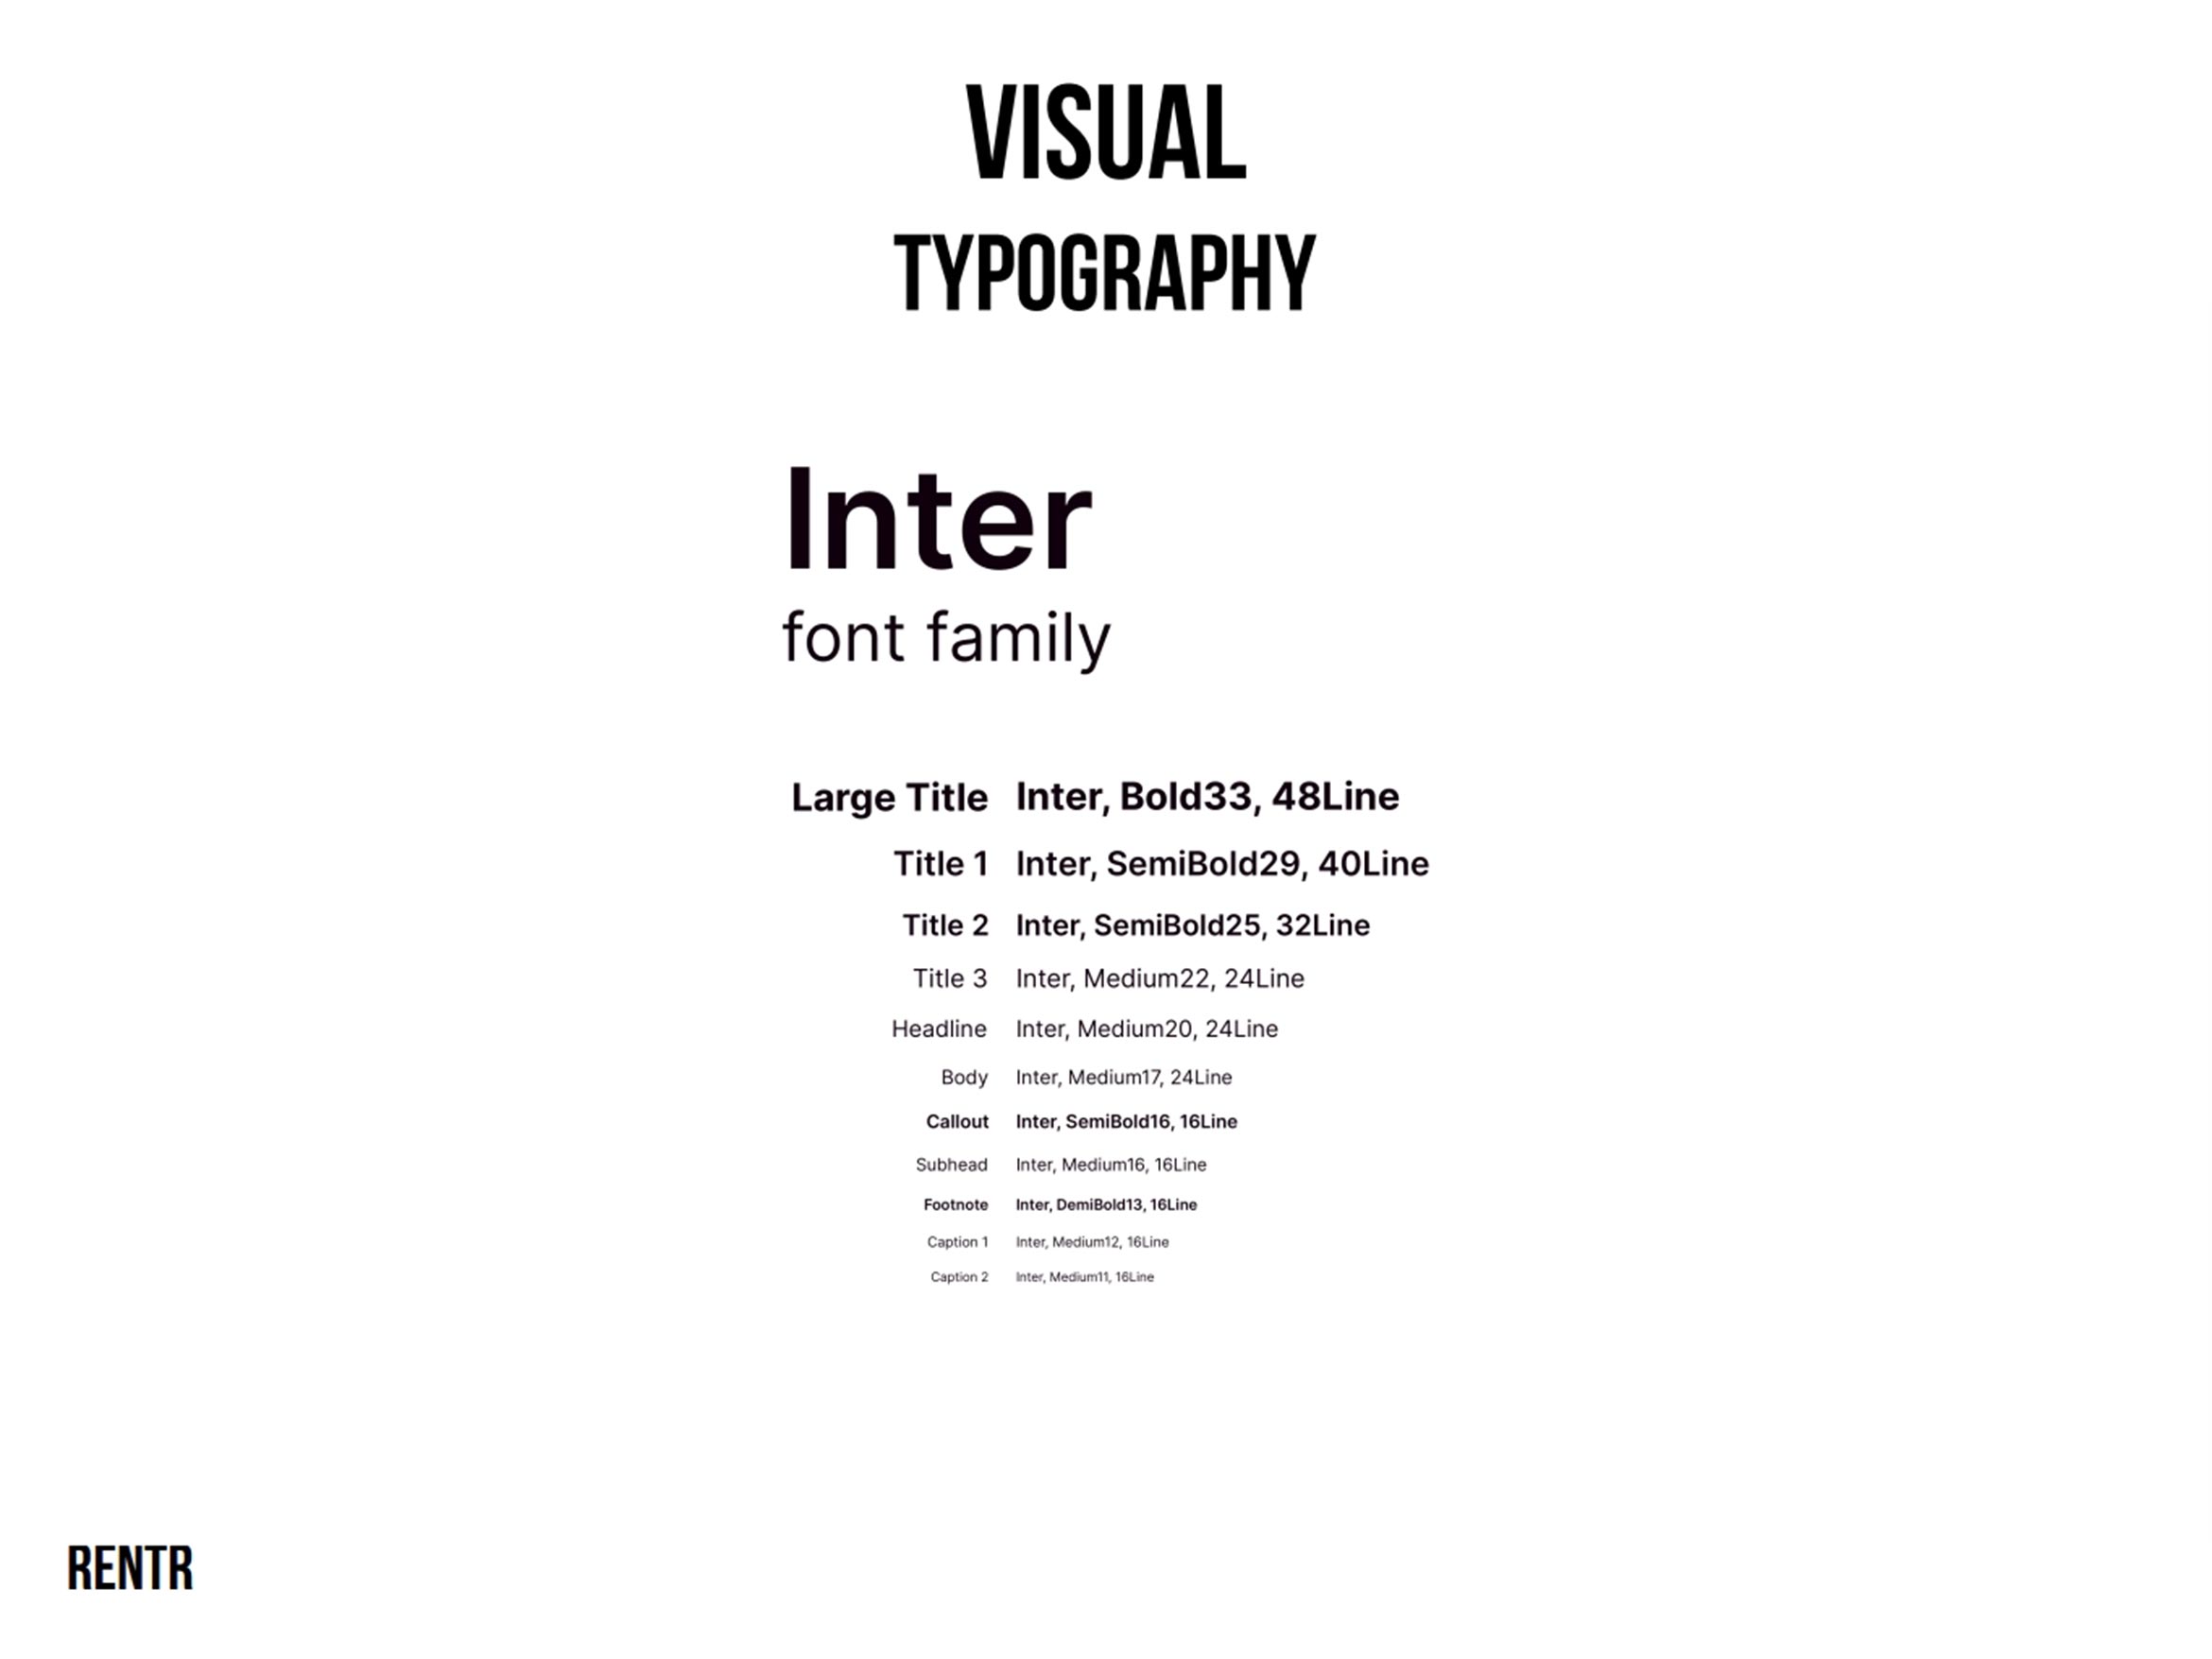 VISUAL
TYPOGRAPHY
Inter
font family
Large Title Inter, Bold33, 48Line
Title 1 Inter, SemiBold29, 40Line
Title 2 Inter, SemiBold25, 32Line
Title 3 Inter, Medium22, 24Line
Headline Inter, Medium20, 24Line
Body Inter, Medium17, 24Line
Callout Inter, SemiBold16, 16Line
Subhead Inter, Medium16, 16Line
Footnote Inter, DemiBold13, 16Line
Caption 1 Inter, Medium12, 16Line
Caption 2 Inter, Medium11, 16Line
RENTR